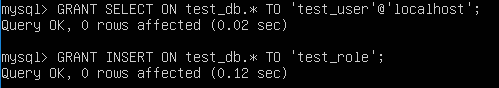 mysql> GRANT SELECT ON test_db.* TO 'test_user'@'localhost';
Query OK, 0 rows affected (0.02 sec)
mysql> GRANT INSERT ON test_db.* TO 'test_role';
Query OK, 0 rows affected (0.12 sec)